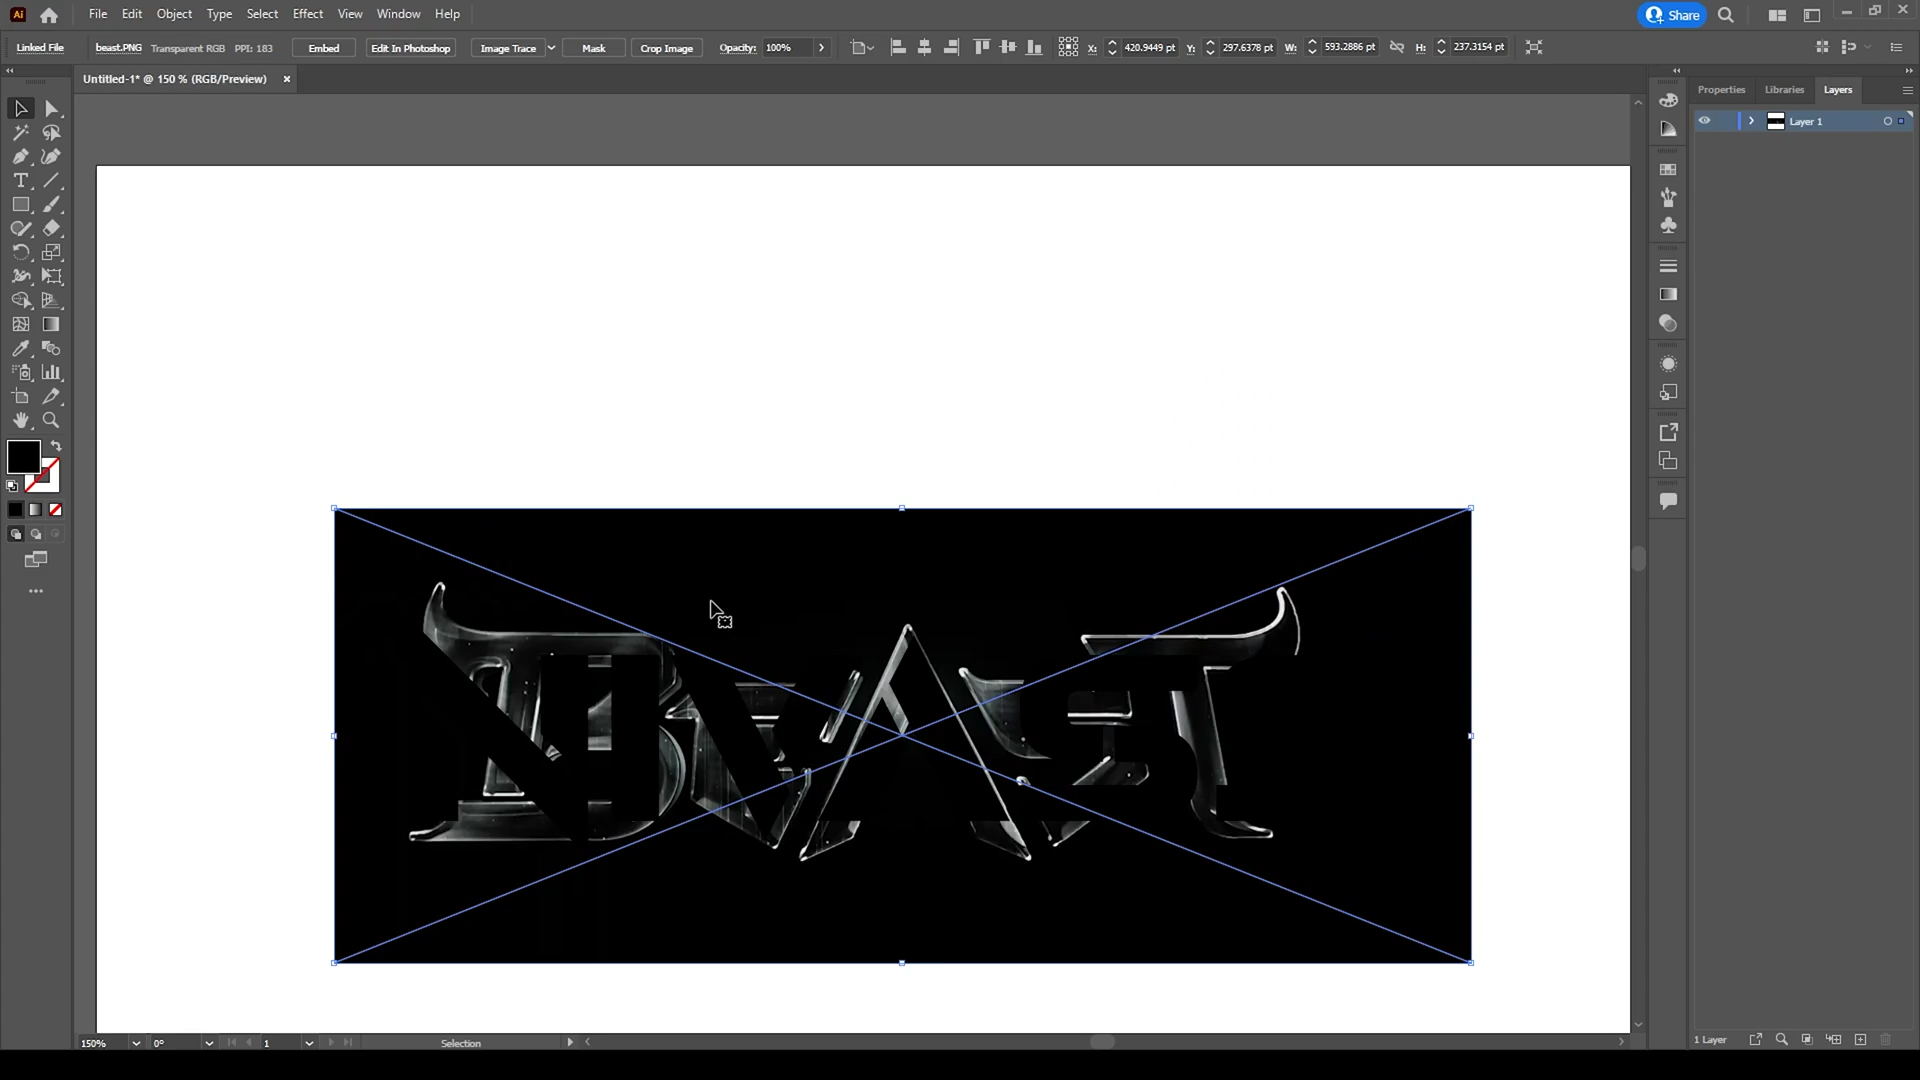 Ai File Edit Object Type Select Effect View Window Help Share
Linked File beast.PNG Transparent RGB PPI: 183 Embed Edit In Photoshop Image Trace Mask Crop Image Opacity: 100% X: 420.9449 pt Y: 297.6378 pt W: 593.2886 pt H: 237.3154 pt
Untitled-1* @ 150 % (RGB/Preview)
Properties Libraries Layers
Layer 1
150% 0° 1 Selection
1 Layer